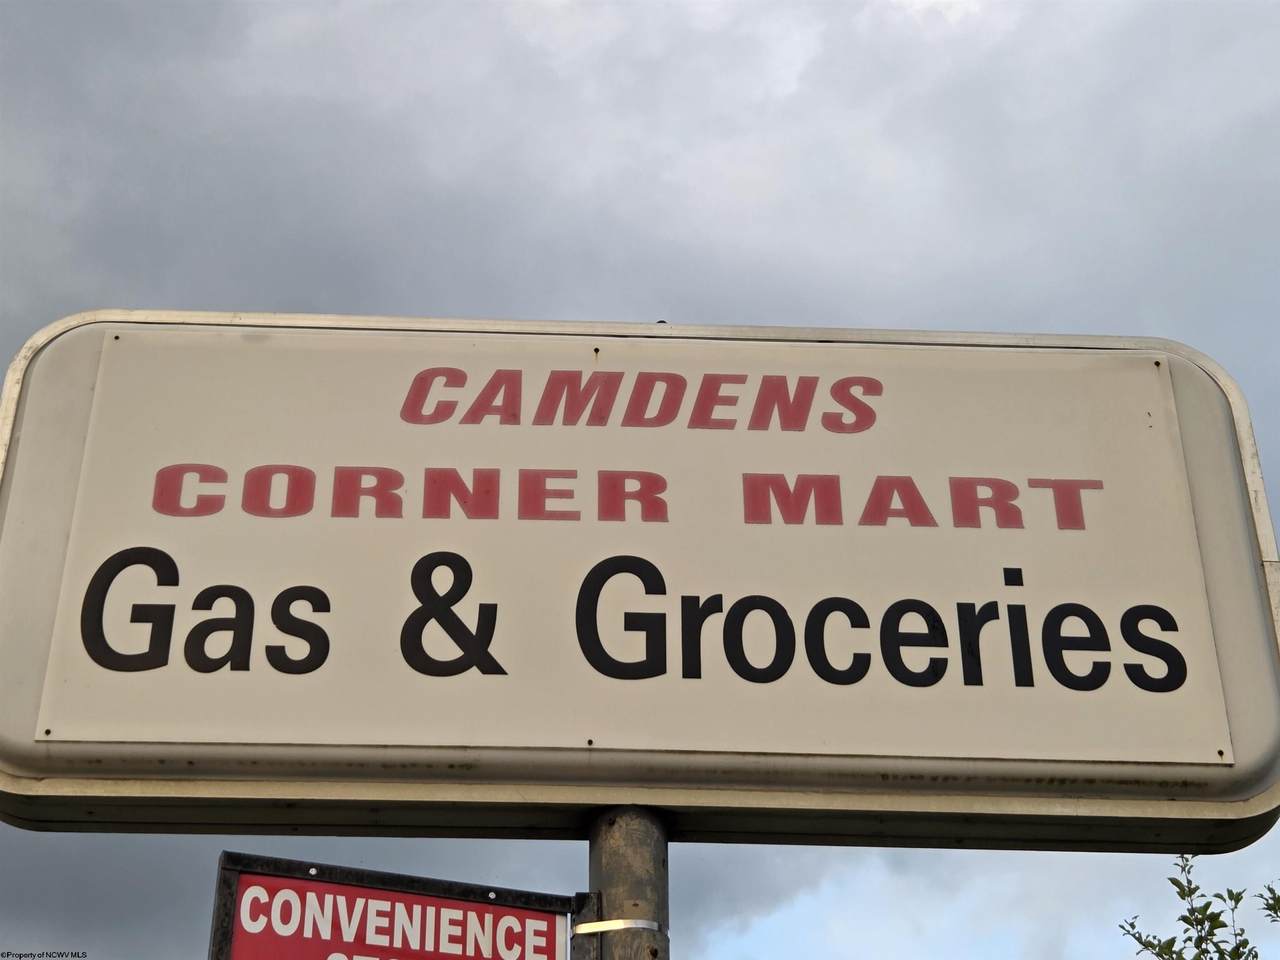 CAMDENS
CORNER MART
Gas & Groceries
CONVENIENCE
©Property of NCWV MLS